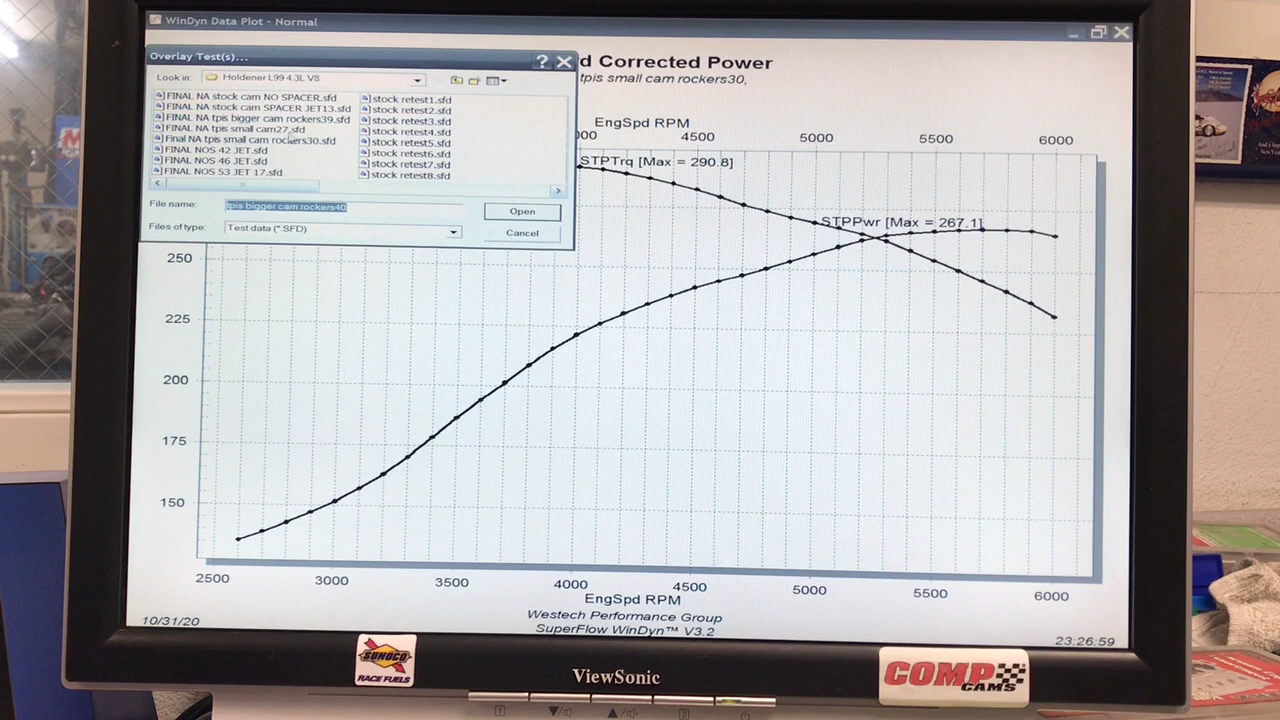 WinDyn Data Plot - Normal
Overlay Test(s)...
Look in: Holdener L99 4.3L V8
FINAL NA stock cam NO SPACER.sfd
FINAL NA stock cam SPACER JET13.sfd
FINAL NA tpis bigger cam rockers39.sfd
FINAL NA tpis small cam27.sfd
Final NA tpis small cam rockers30.sfd
FINAL NOS 42 JET.sfd
FINAL NOS 46 JET.sfd
FINAL NOS 53 JET 17.sfd
stock retest1.sfd
stock retest2.sfd
stock retest3.sfd
stock retest4.sfd
stock retest5.sfd
stock retest6.sfd
stock retest7.sfd
stock retest8.sfd
File name: tpis bigger cam rockers40
Open
Files of type: Test data (*.SFD)
Cancel
d Corrected Power
tpis small cam rockers30,
EngSpd RPM
000 4500 5000 5500 6000
STPTrq [Max = 290.8]
STPPwr [Max = 267.1]
250
225
200
175
150
2500 3000 3500 4000 4500 5000 5500 6000
EngSpd RPM
Westech Performance Group
SuperFlow WinDyn™ V3.2
10/31/20
23:26:59
SUNOCO
RACE FUELS
ViewSonic
COMP
CAMS